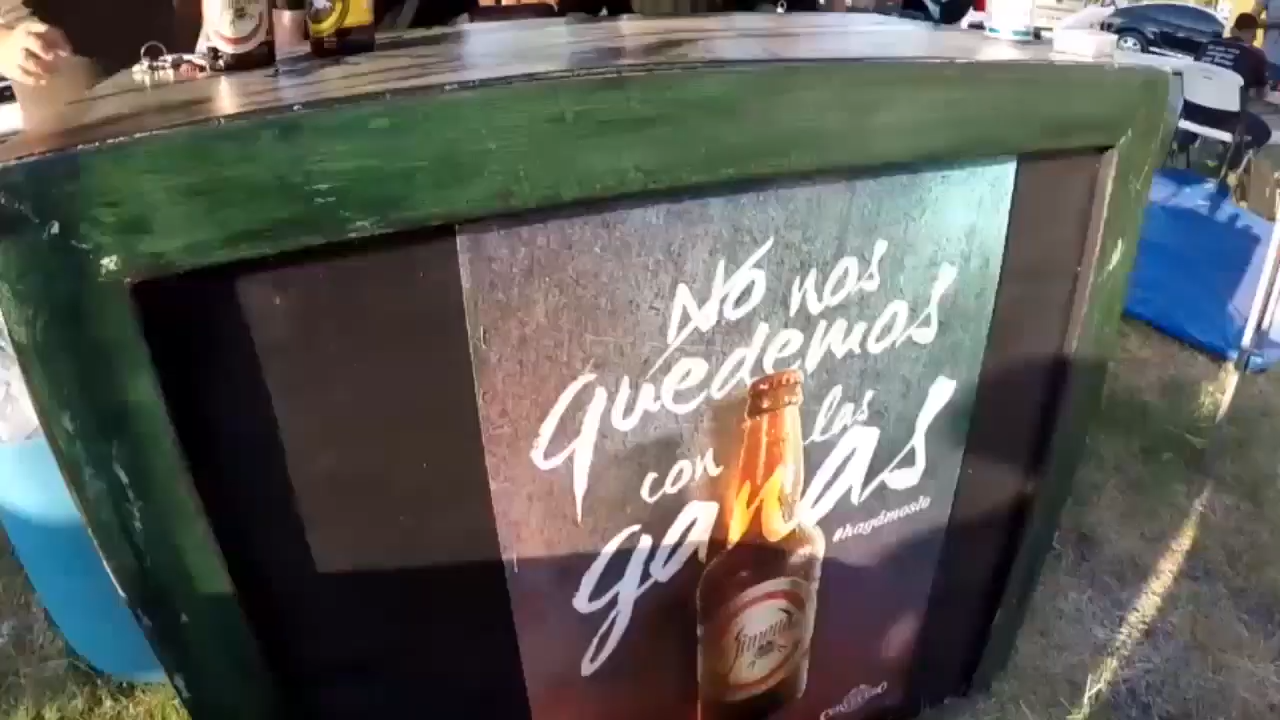 No nos
quedemos
con las
ganas
#hagámoslo